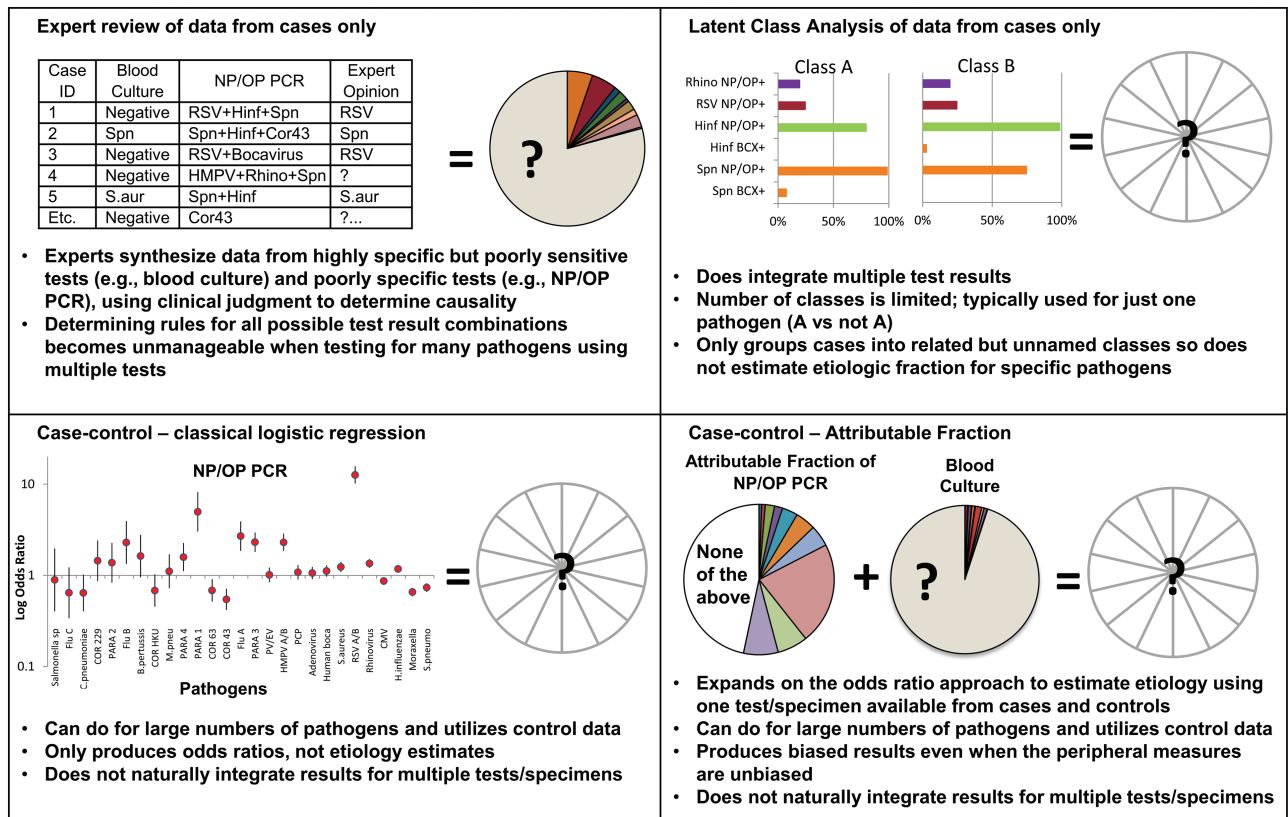 Expert review of data from cases only
Case ID
Blood Culture
NP/OP PCR
Expert Opinion
1 Negative RSV+Hinf+Spn RSV
2 Spn Spn+Hinf+Cor43 Spn
3 Negative RSV+Bocavirus RSV
4 Negative HMPV+Rhino+Spn ?
5 S.aur Spn+Hinf S.aur
Etc. Negative Cor43 ?...
=
?
• Experts synthesize data from highly specific but poorly sensitive
tests (e.g., blood culture) and poorly specific tests (e.g., NP/OP
PCR), using clinical judgment to determine causality
• Determining rules for all possible test result combinations
becomes unmanageable when testing for many pathogens using
multiple tests
Latent Class Analysis of data from cases only
Class A
Class B
Rhino NP/OP+
RSV NP/OP+
Hinf NP/OP+
Hinf BCX+
Spn NP/OP+
Spn BCX+
0% 50% 100%
0% 50% 100%
=
?
• Does integrate multiple test results
• Number of classes is limited; typically used for just one
pathogen (A vs not A)
• Only groups cases into related but unnamed classes so does
not estimate etiologic fraction for specific pathogens
Case-control – classical logistic regression
NP/OP PCR
Log Odds Ratio
10
1
0.1
Salmonella sp
Flu C
C.pneumoniae
COR 229
PARA 2
Flu B
B.pertussis
COR HKU
M.pneu
PARA 4
PARA 1
COR 63
COR 43
Flu A
PARA 3
PV/EV
HMPV A/B
PCP
Adenovirus
Human boca
S.aureus
RSV A/B
Rhinovirus
CMV
H.influenzae
Moraxella
S.pneumo
Pathogens
=
?
• Can do for large numbers of pathogens and utilizes control data
• Only produces odds ratios, not etiology estimates
• Does not naturally integrate results for multiple tests/specimens
Case-control – Attributable Fraction
Attributable Fraction of
NP/OP PCR
Blood
Culture
None
of the
above
+
?
=
?
• Expands on the odds ratio approach to estimate etiology using
one test/specimen available from cases and controls
• Can do for large numbers of pathogens and utilizes control data
• Produces biased results even when the peripheral measures
are unbiased
• Does not naturally integrate results for multiple tests/specimens